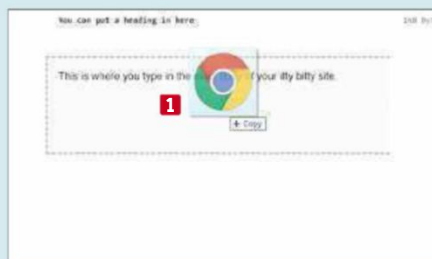 You can put a heading in here
This is where you type in the of your itty bitty site.
1
+ Copy